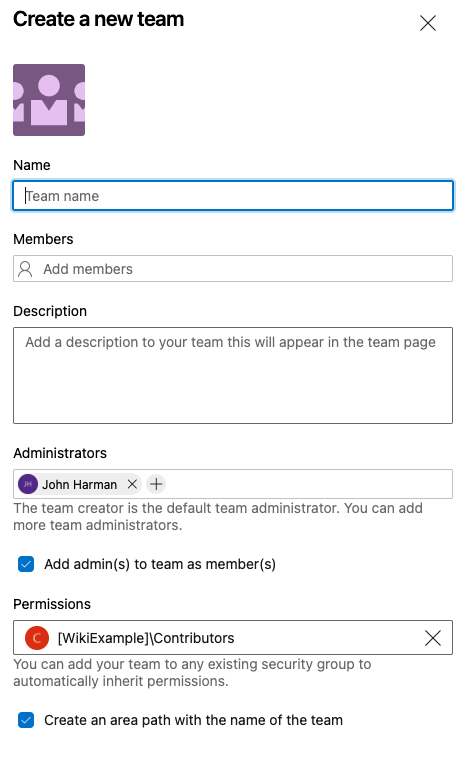 Create a new team
Name
Team name
Members
Add members
Description
Add a description to your team this will appear in the team page
Administrators
JH John Harman
The team creator is the default team administrator. You can add
more team administrators.
Add admin(s) to team as member(s)
Permissions
C [WikiExample]\Contributors
You can add your team to any existing security group to
automatically inherit permissions.
Create an area path with the name of the team